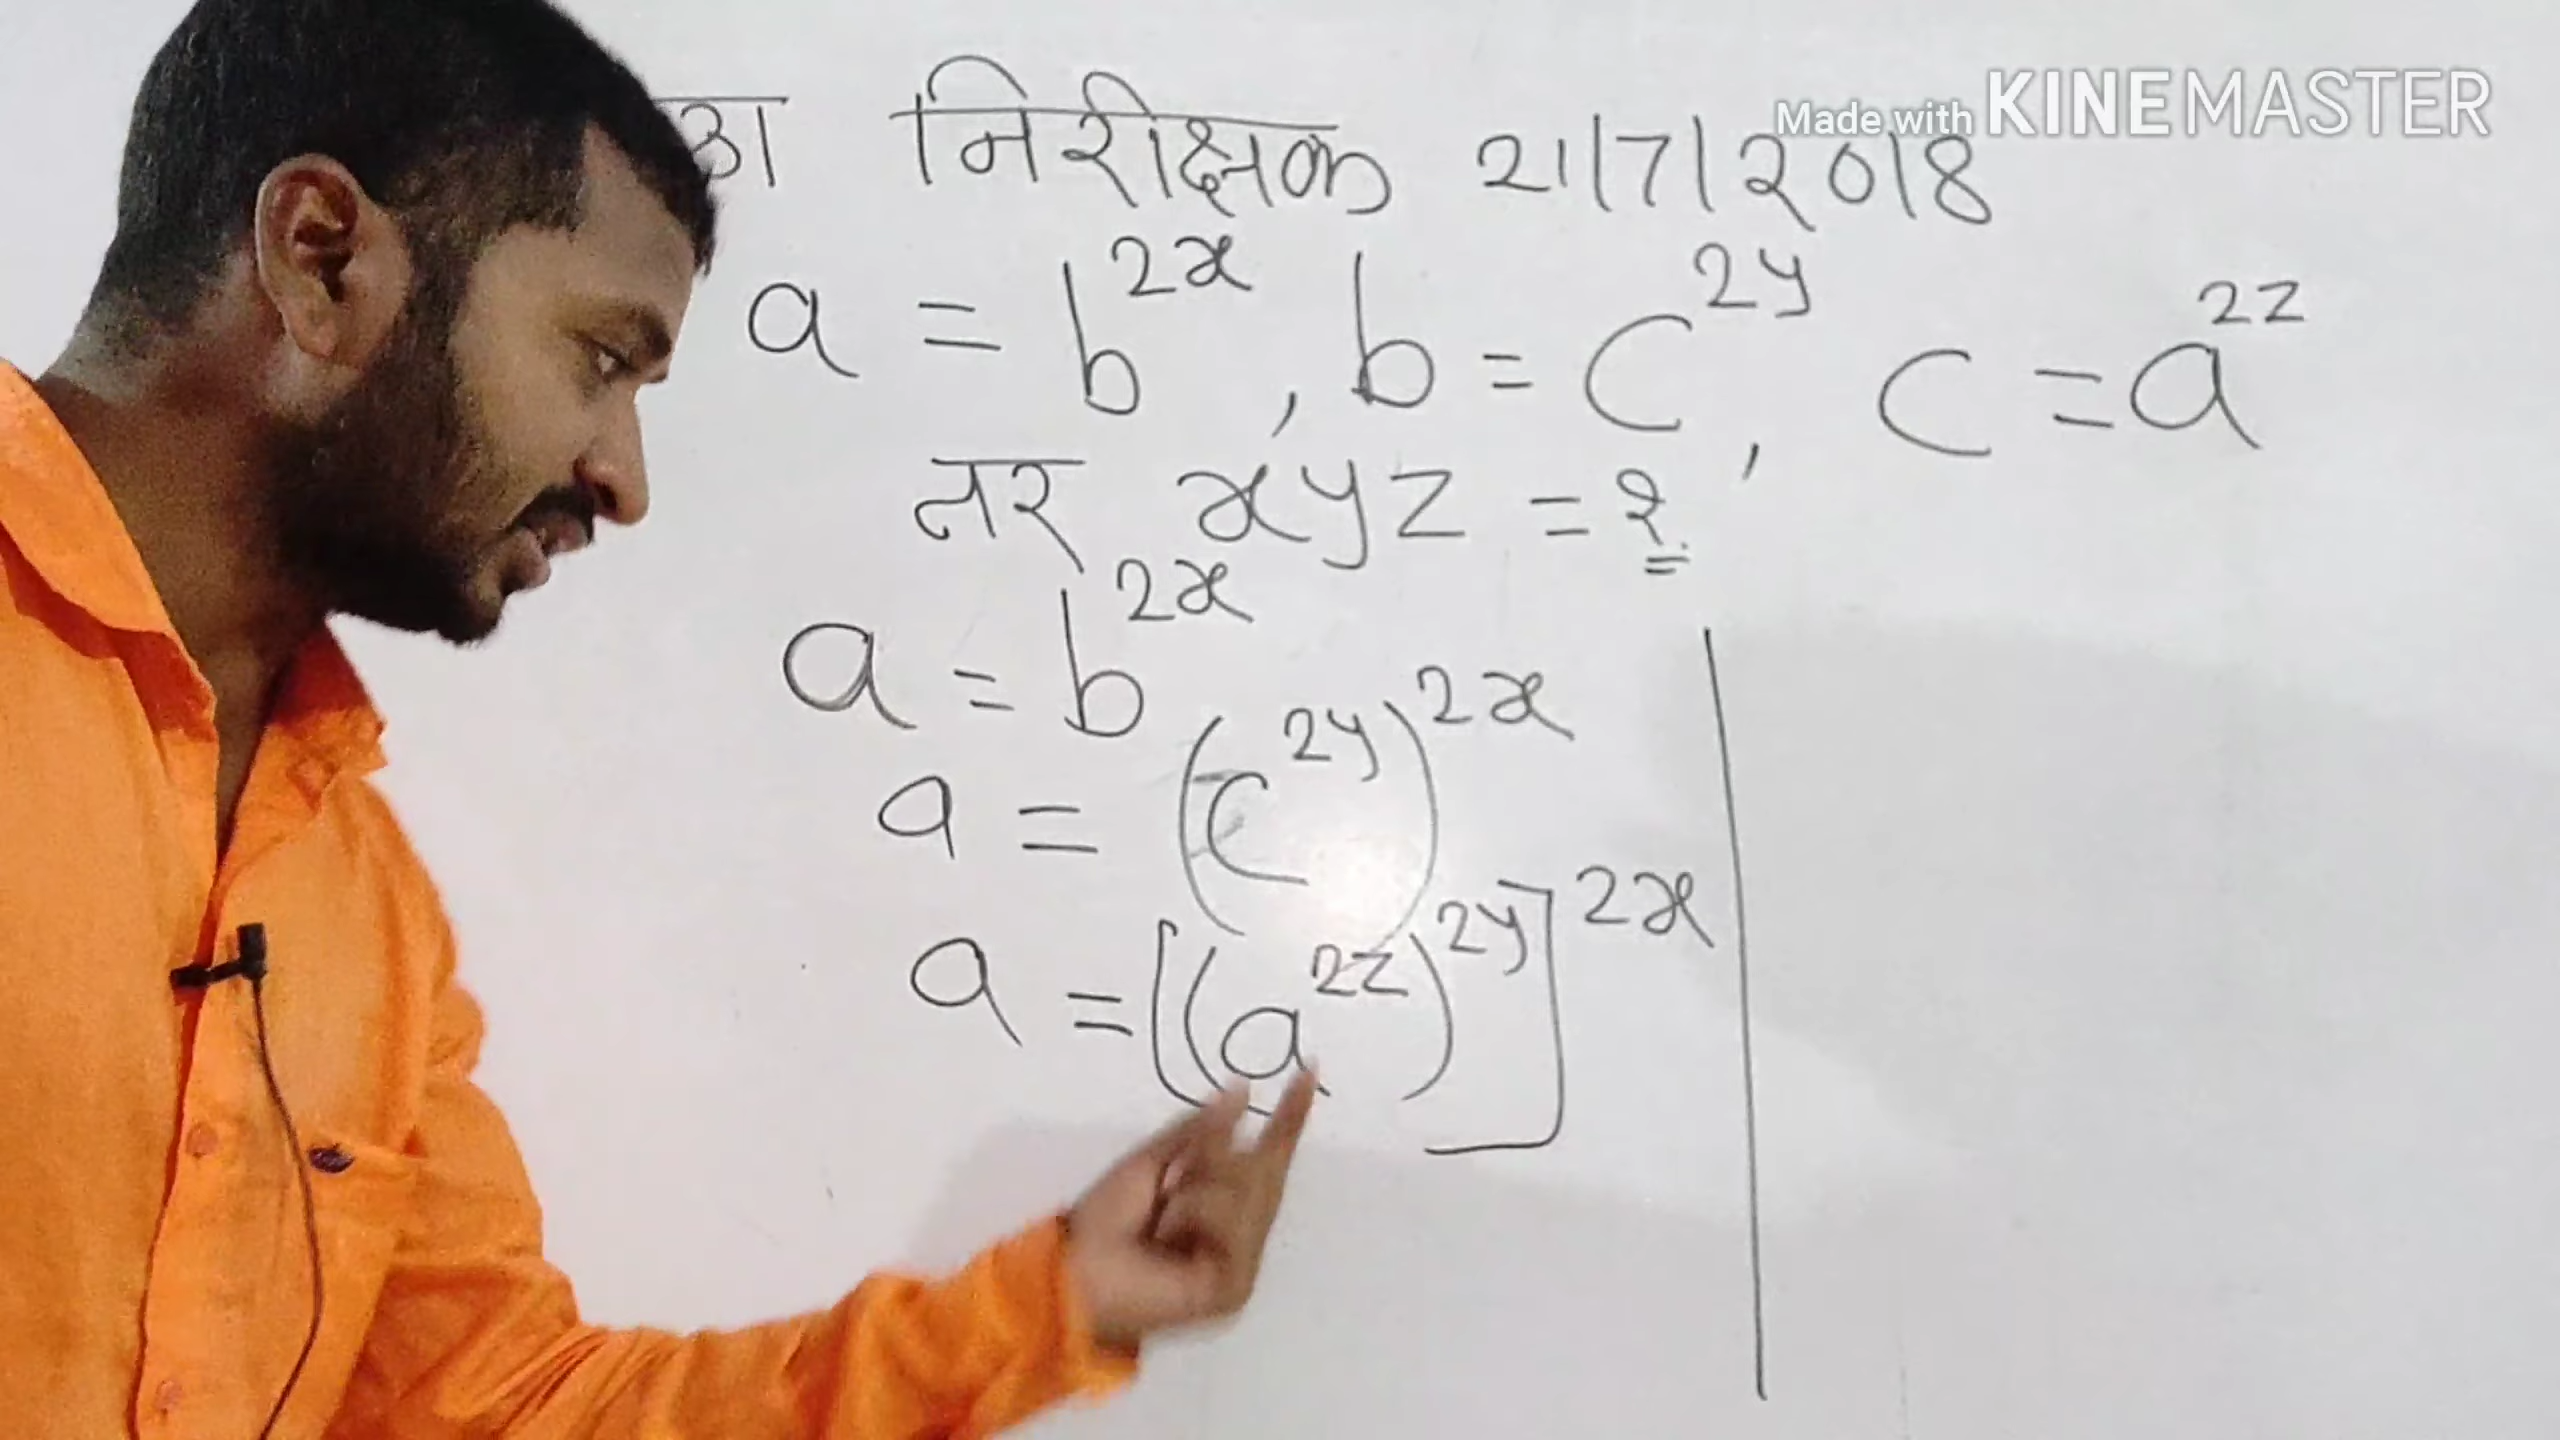 Made with KINEMASTER
निरीक्षक 21/7/2018
a = b^2x, b = c^2y, c = a^2z
तर xyz = ?
a = b^2x
a = (c^2y)^2x
a = [(a^2z)^2y]^2x